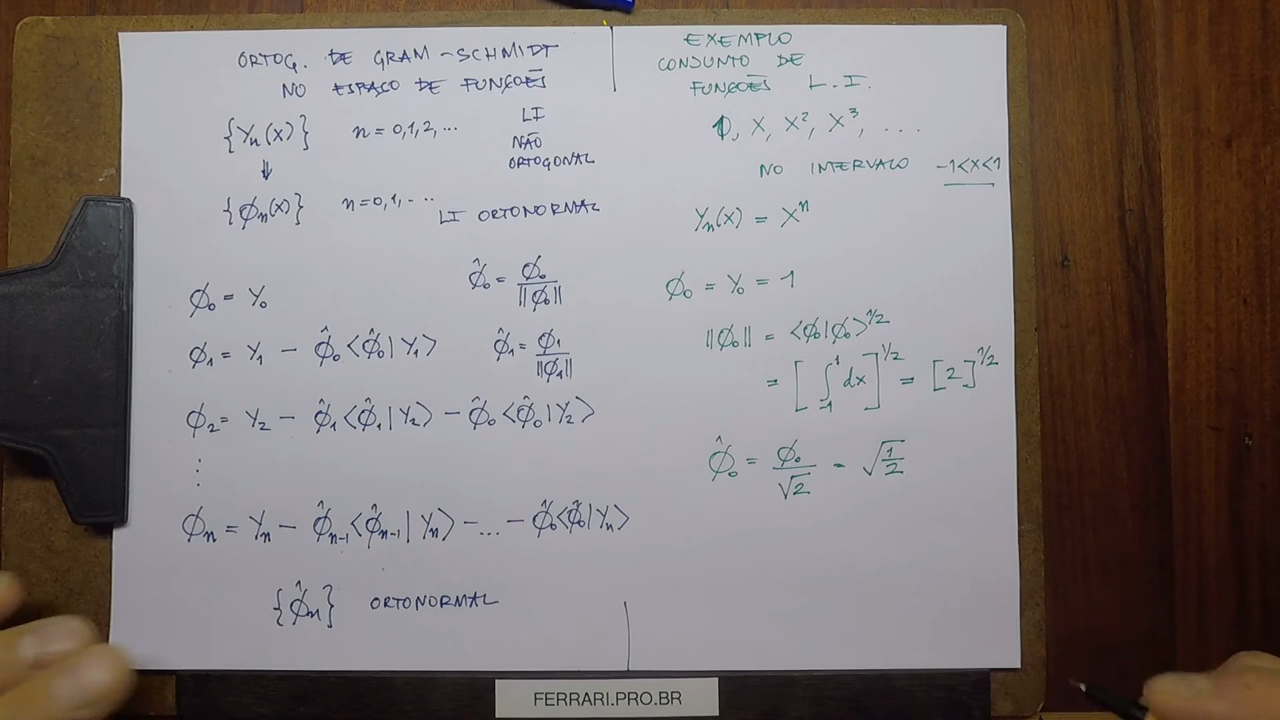 ORTOG. DE GRAM-SCHMIDT
NO ESPAÇO DE FUNÇÕES
{Yₙ(x)} n = 0,1,2, ... LI
NÃO
ORTOGONAL
⇓
{ϕₙ(x)} n=0,1,... LI ORTONORMAL
ϕ₀ = Y₀ ϕ̂₀ = ϕ₀/||ϕ₀||
ϕ₁ = Y₁ − ϕ̂₀<ϕ̂₀|Y₁> ϕ̂₁ = ϕ₁/||ϕ₁||
ϕ₂ = Y₂ − ϕ̂₁<ϕ̂₁|Y₂> − ϕ̂₀<ϕ̂₀|Y₂>
⋮
ϕₙ = Yₙ − ϕ̂ₙ₋₁<ϕ̂ₙ₋₁|Yₙ> − ... − ϕ̂₀<ϕ̂₀|Yₙ>
{ϕ̂ₙ} ORTONORMAL
EXEMPLO
CONJUNTO DE
FUNÇÕES L.I.
1, X, X², X³, ...
NO INTERVALO -1<X<1
Yₙ(x) = Xⁿ
ϕ₀ = Y₀ = 1
||ϕ₀|| = <ϕ₀|ϕ₀>^1/2
= [∫₋₁¹ dx]^1/2 = [2]^1/2
ϕ̂₀ = ϕ₀/√2 = √(1/2)
FERRARI.PRO.BR